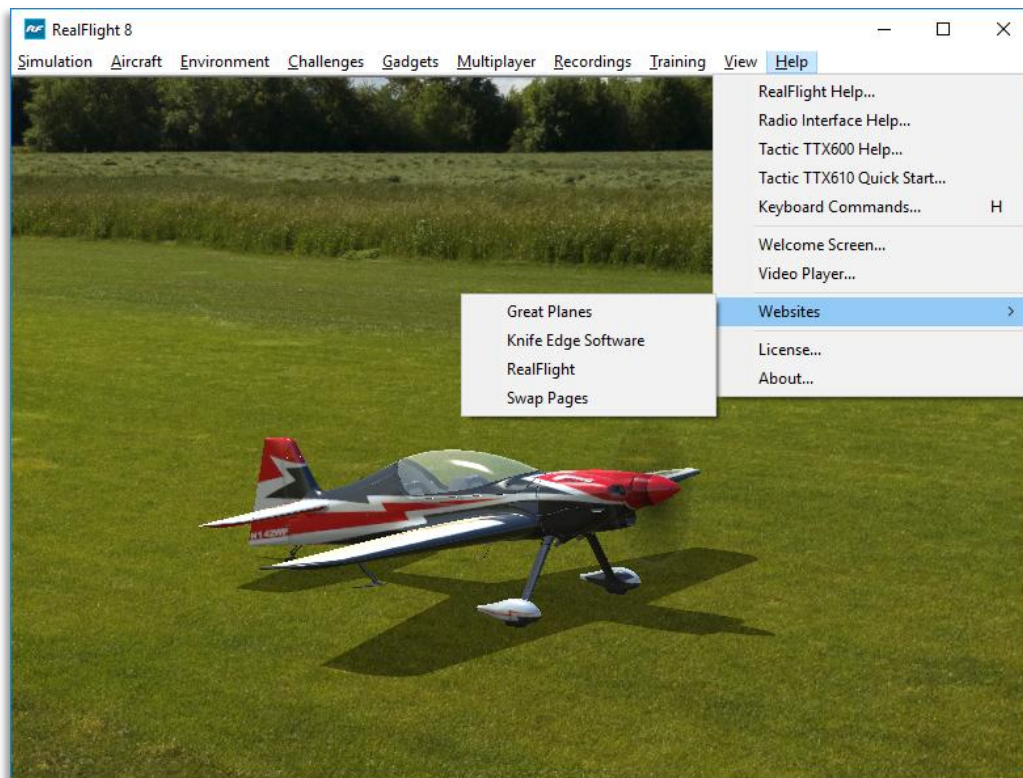 RF RealFlight 8
Simulation Aircraft Environment Challenges Gadgets Multiplayer Recordings Training View Help
RealFlight Help...
Radio Interface Help...
Tactic TTX600 Help...
Tactic TTX610 Quick Start...
Keyboard Commands... H
Welcome Screen...
Video Player...
Websites
License...
About...
Great Planes
Knife Edge Software
RealFlight
Swap Pages
N142WF